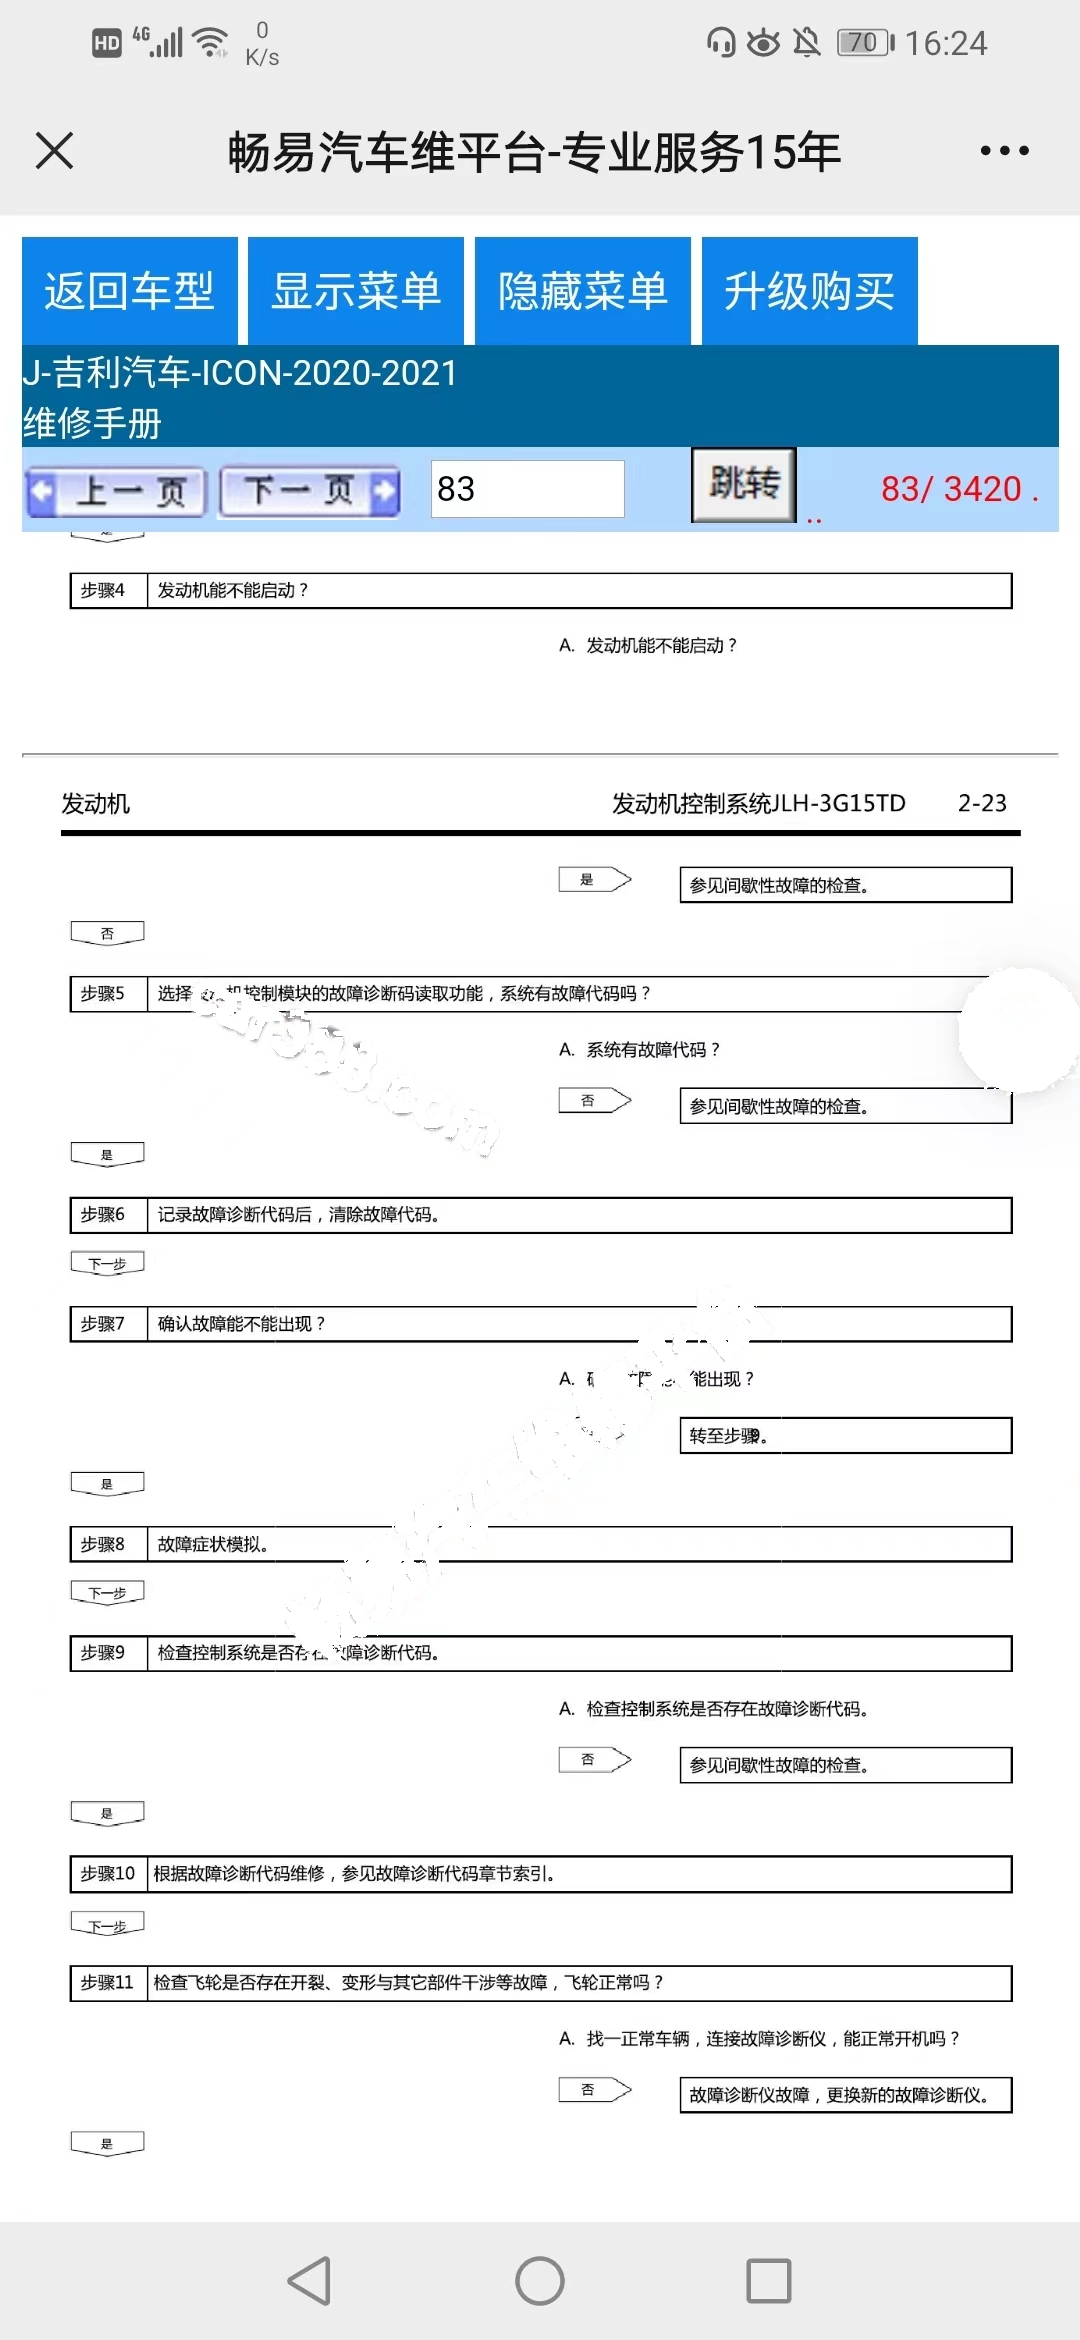 HD 4G 0 K/s 70 16:24
畅易汽车维平台-专业服务15年
返回车型 显示菜单 隐藏菜单 升级购买
J-吉利汽车-ICON-2020-2021
维修手册
上一页 下一页 83 跳转 .. 83/ 3420 .
步骤4 发动机能不能启动？
A. 发动机能不能启动？
发动机 发动机控制系统JLH-3G15TD 2-23
是 参见间歇性故障的检查。
否
步骤5 选择 机控制模块的故障诊断码读取功能，系统有故障代码吗？
A. 系统有故障代码？
否 参见间歇性故障的检查。
是
步骤6 记录故障诊断代码后，清除故障代码。
下一步
步骤7 确认故障能不能出现？
A. 能出现？
转至步骤9。
是
步骤8 故障症状模拟。
下一步
步骤9 检查控制系统是否存在故障诊断代码。
A. 检查控制系统是否存在故障诊断代码。
否 参见间歇性故障的检查。
是
步骤10 根据故障诊断代码维修，参见故障诊断代码章节索引。
下一步
步骤11 检查飞轮是否存在开裂、变形与其它部件干涉等故障，飞轮正常吗？
A. 找一正常车辆，连接故障诊断仪，能正常开机吗？
否 故障诊断仪故障，更换新的故障诊断仪。
是